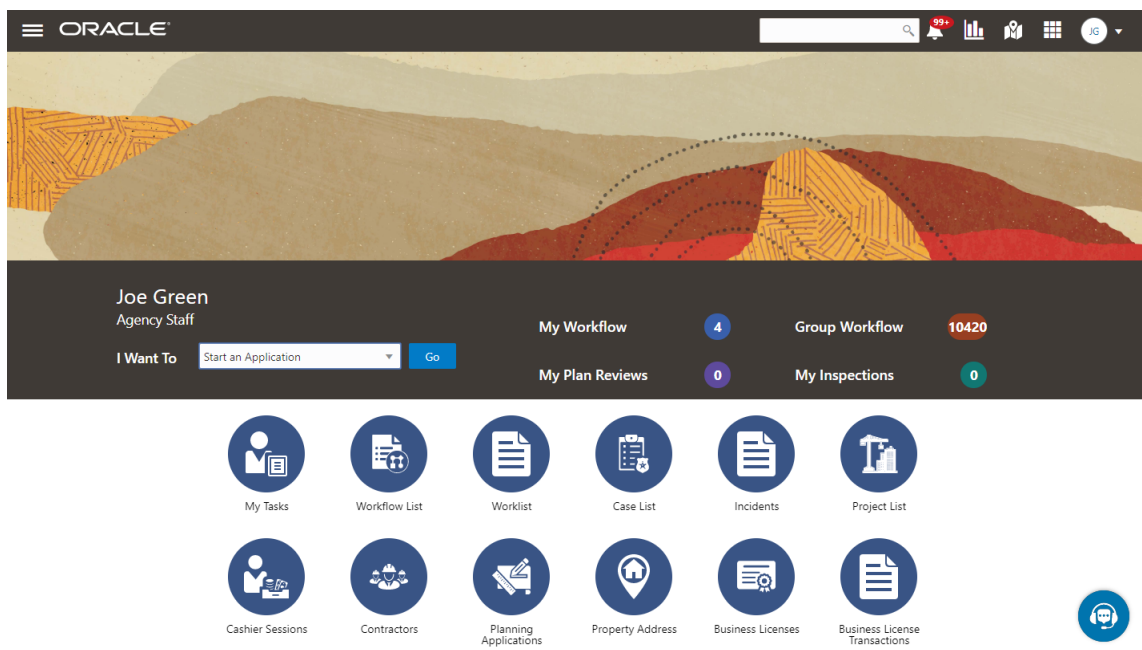 ORACLE
99+
JG
Joe Green
Agency Staff
I Want To Start an Application Go
My Workflow 4 Group Workflow 10420
My Plan Reviews 0 My Inspections 0
My Tasks Workflow List Worklist Case List Incidents Project List
Cashier Sessions Contractors Planning Applications Property Address Business Licenses Business License Transactions